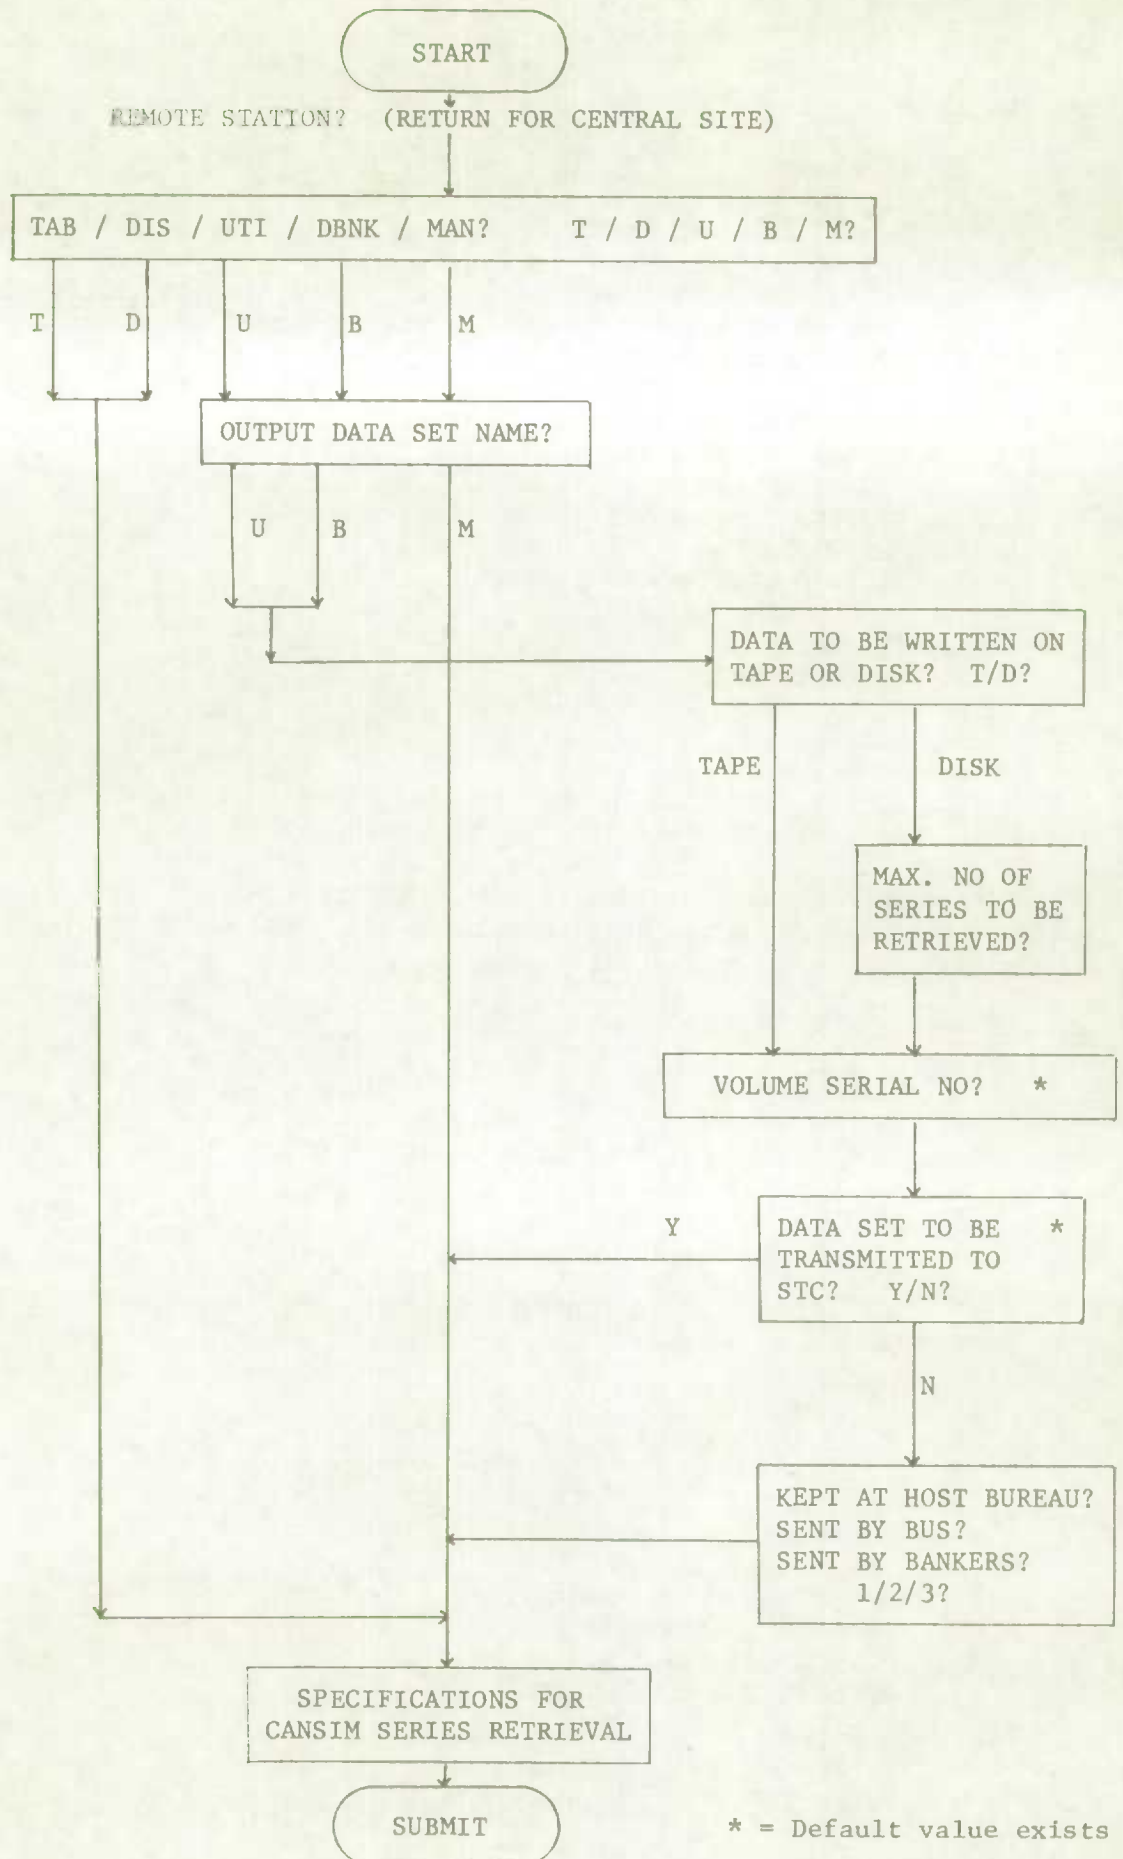 START
REMOTE STATION? (RETURN FOR CENTRAL SITE)
TAB / DIS / UTI / DBNK / MAN? T / D / U / B / M?
T D U B M
OUTPUT DATA SET NAME?
U B M
DATA TO BE WRITTEN ON
TAPE OR DISK? T/D?
TAPE DISK
MAX. NO OF
SERIES TO BE
RETRIEVED?
VOLUME SERIAL NO? *
Y
DATA SET TO BE *
TRANSMITTED TO
STC? Y/N?
N
KEPT AT HOST BUREAU?
SENT BY BUS?
SENT BY BANKERS?
1/2/3?
SPECIFICATIONS FOR
CANSIM SERIES RETRIEVAL
SUBMIT
* = Default value exists